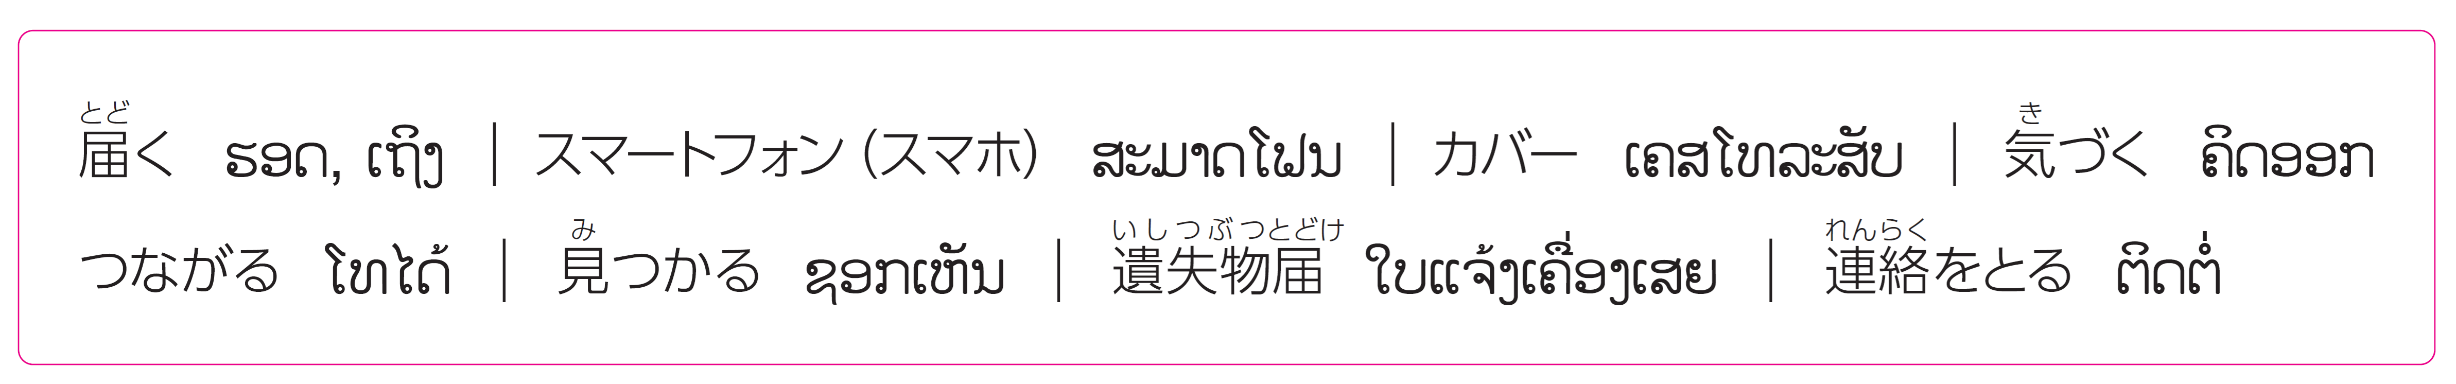 とど き
届く ຮອດ, ເຖິງ | スマートフォン (スマホ) ສະມາດໂຟນ | カバー ເຄສໂທລະສັບ | 気づく ຄິດອອກ
み いしつぶつとどけ れんらく
つながる ໂທໄດ້ | 見つかる ຊອກເຫັນ | 遺失物届 ໃບແຈ້ງເຄື່ອງເສຍ | 連絡をとる ຕິດຕໍ່